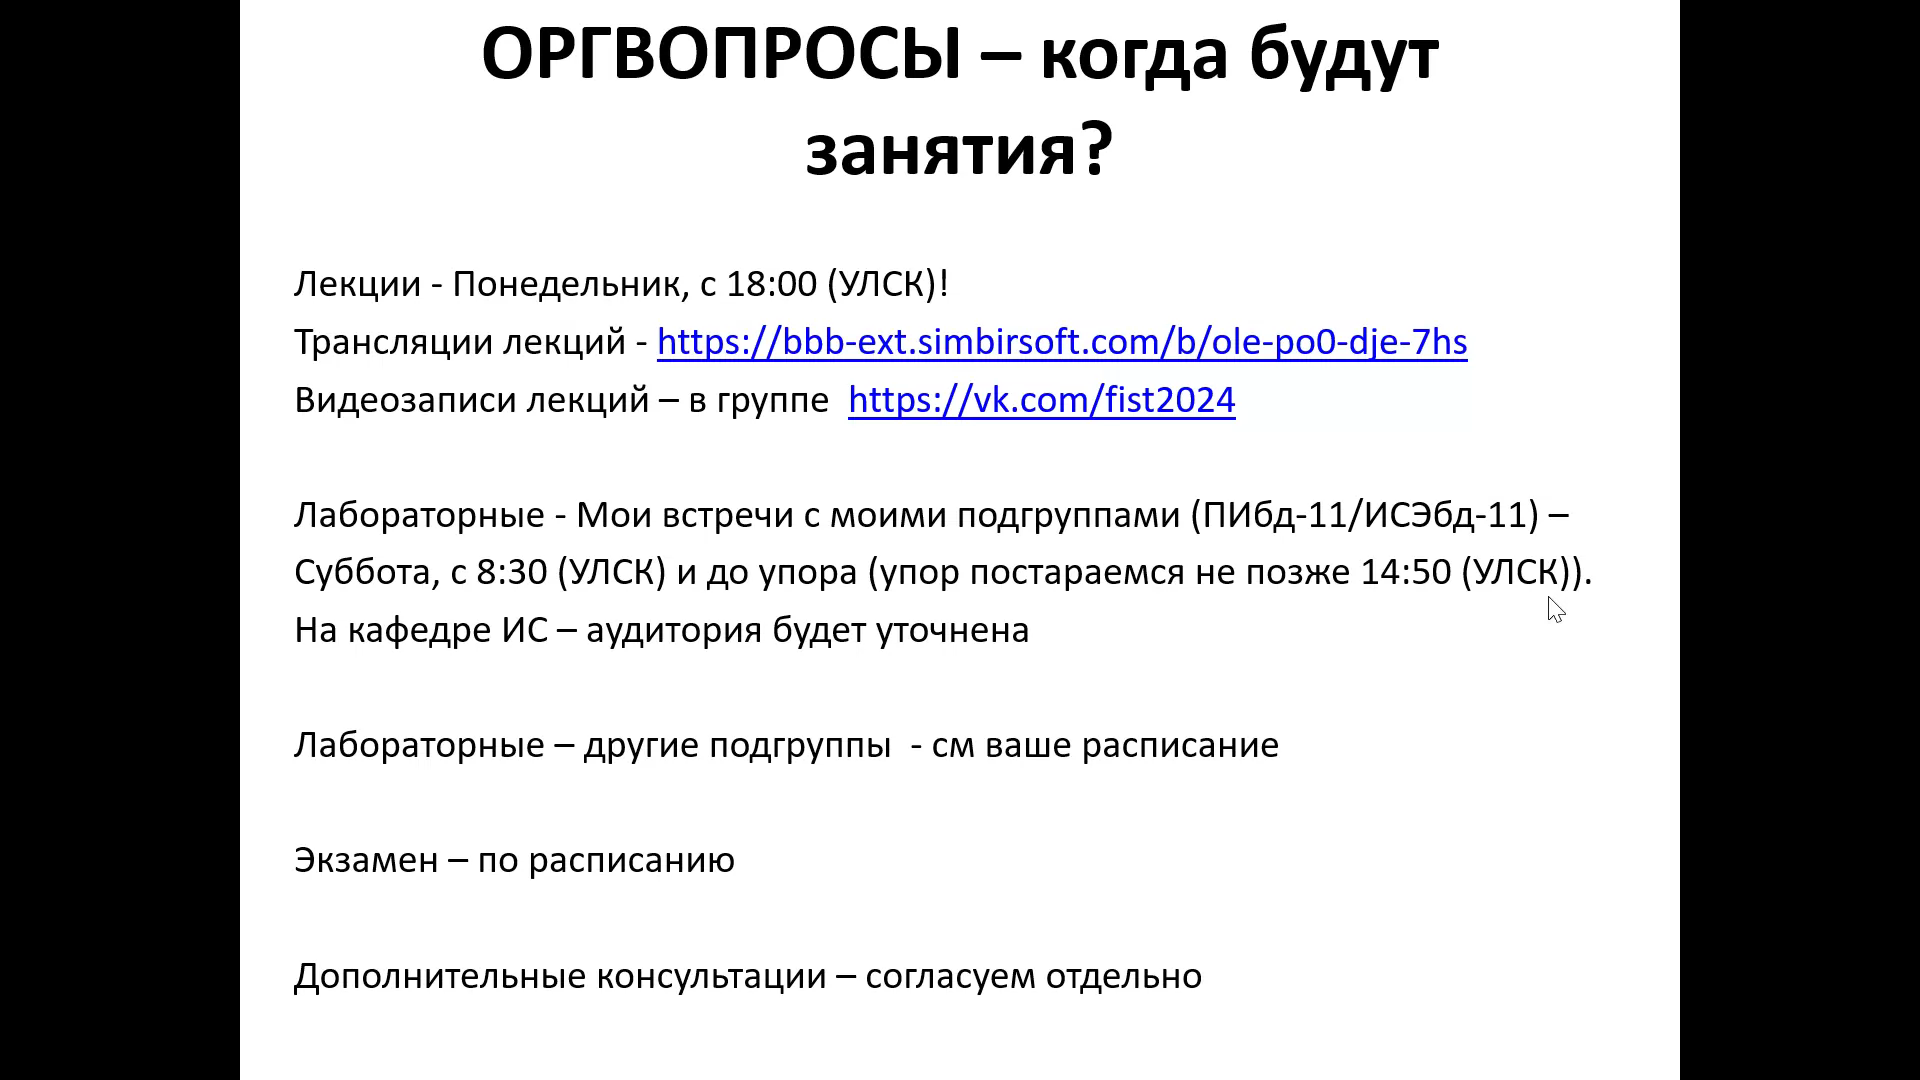 ОРГВОПРОСЫ – когда будут
занятия?
Лекции - Понедельник, с 18:00 (УЛСК)!
Трансляции лекций - https://bbb-ext.simbirsoft.com/b/ole-po0-dje-7hs
Видеозаписи лекций – в группе https://vk.com/fist2024
Лабораторные - Мои встречи с моими подгруппами (ПИбд-11/ИСЭбд-11) –
Суббота, с 8:30 (УЛСК) и до упора (упор постараемся не позже 14:50 (УЛСК)).
На кафедре ИС – аудитория будет уточнена
Лабораторные – другие подгруппы - см ваше расписание
Экзамен – по расписанию
Дополнительные консультации – согласуем отдельно